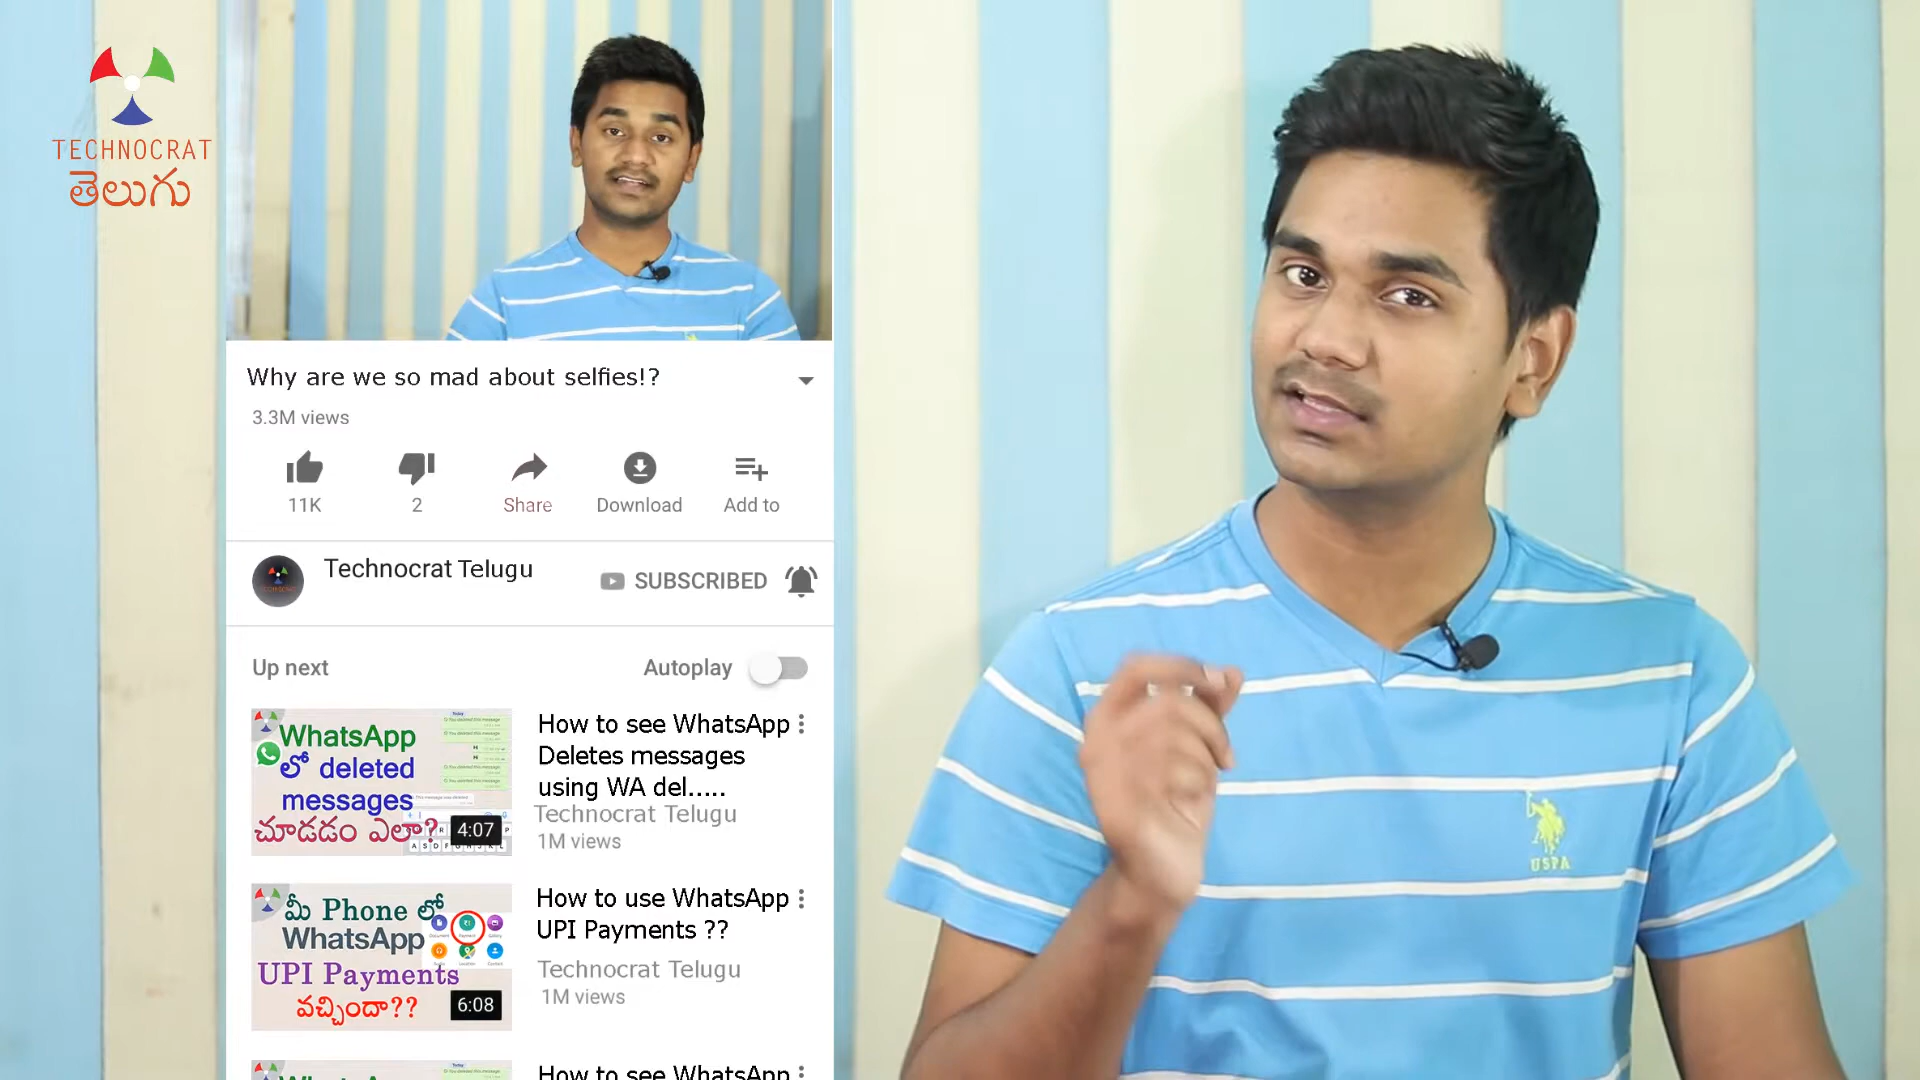 TECHNOCRAT
తెలుగు
Why are we so mad about selfies!?
3.3M views
11K
2
Share
Download
Add to
Technocrat Telugu
SUBSCRIBED
Up next
Autoplay
WhatsApp
లో deleted
messages
చూడడం ఎలా?
4:07
How to see WhatsApp
Deletes messages
using WA del.....
Technocrat Telugu
1M views
మీ Phone లో
WhatsApp
UPI Payments
వచ్చిందా??
6:08
How to use WhatsApp
UPI Payments ??
Technocrat Telugu
1M views
How to see WhatsApp
USPA